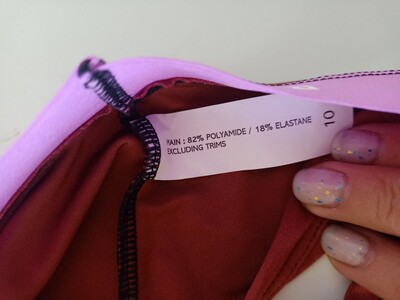 MAIN : 82% POLYAMIDE / 18% ELASTANE
EXCLUDING TRIMS
10